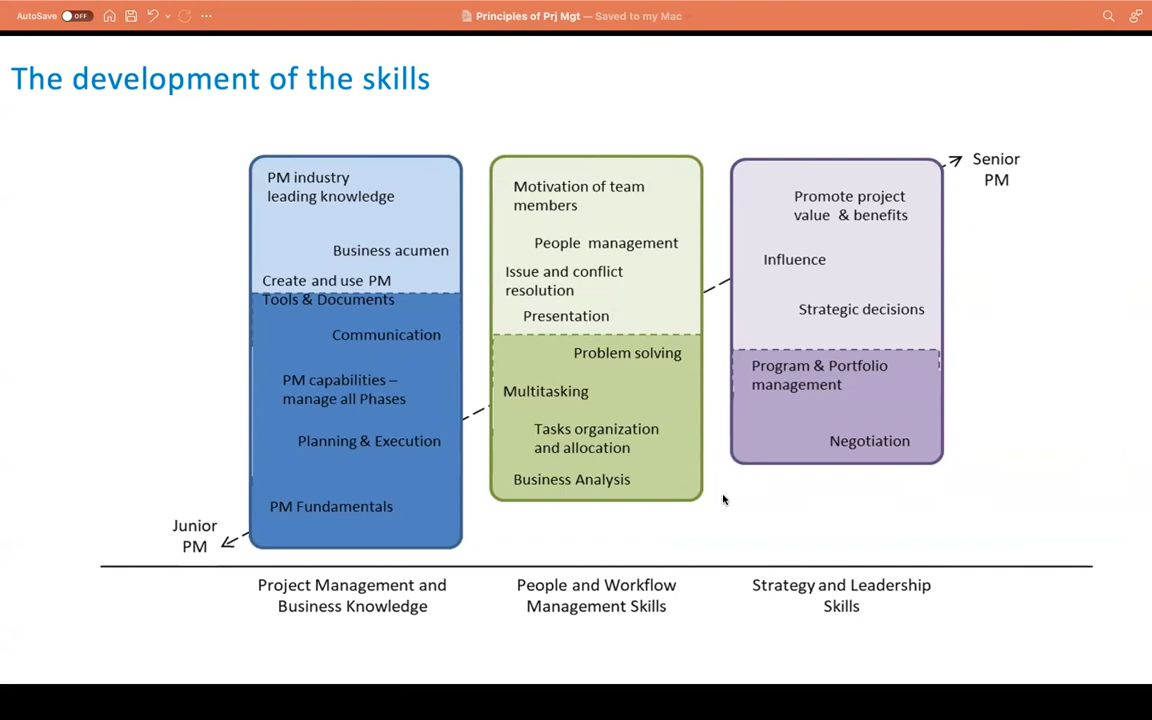 AutoSave OFF
Principles of Prj Mgt — Saved to my Mac
The development of the skills
PM industry
leading knowledge
Business acumen
Create and use PM
Tools & Documents
Communication
PM capabilities –
manage all Phases
Planning & Execution
PM Fundamentals
Junior
PM
Motivation of team
members
People management
Issue and conflict
resolution
Presentation
Problem solving
Multitasking
Tasks organization
and allocation
Business Analysis
Promote project
value & benefits
Influence
Strategic decisions
Program & Portfolio
management
Negotiation
Senior
PM
Project Management and
Business Knowledge
People and Workflow
Management Skills
Strategy and Leadership
Skills